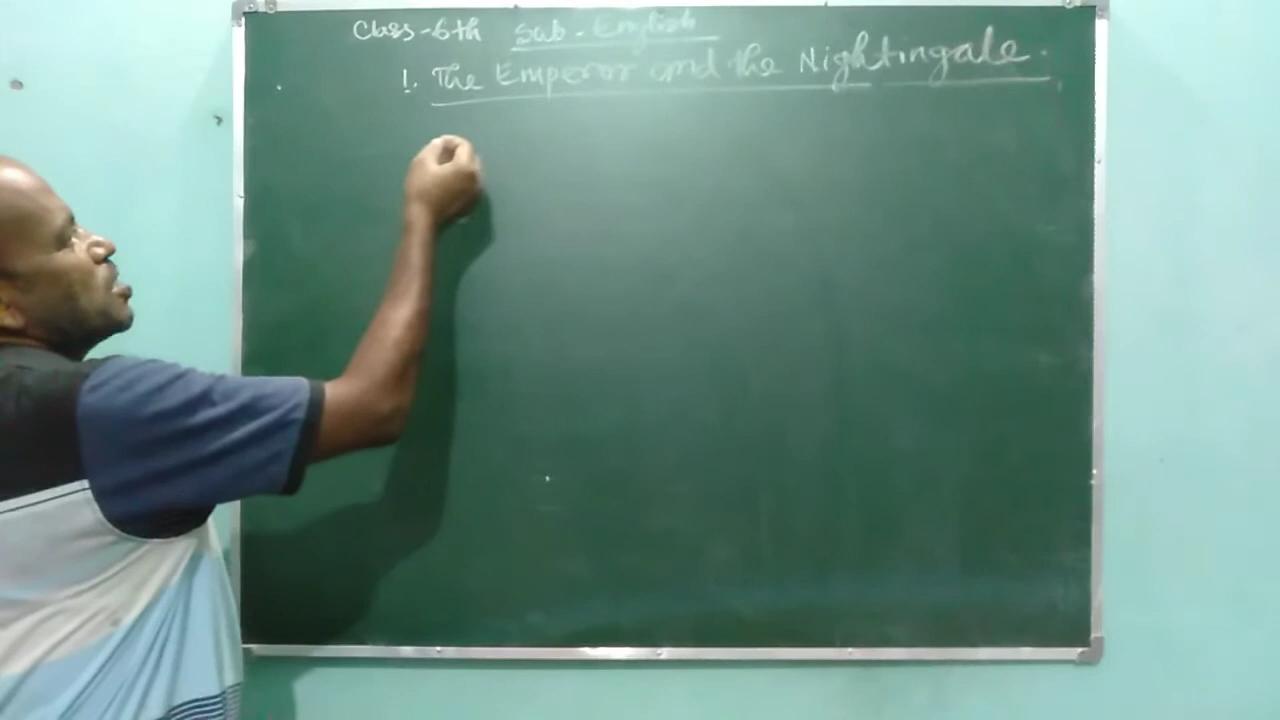 Class-6th Sub-English
1. The Emperor and the Nightingale.